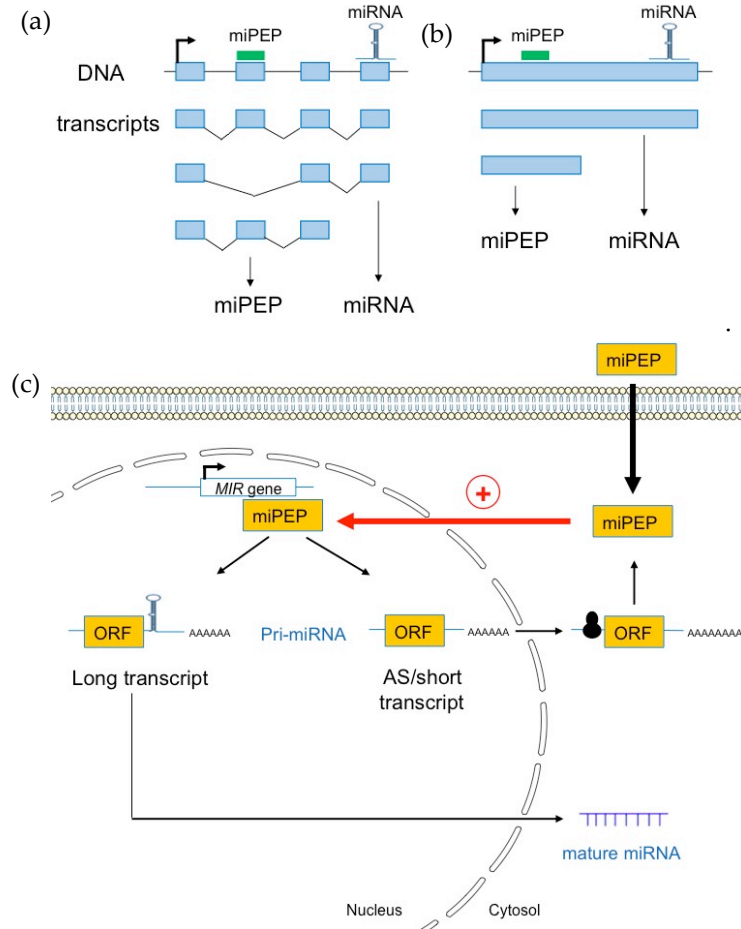 (a)
miPEP
miRNA
DNA
transcripts
miPEP
miRNA
(b)
miPEP
miRNA
miPEP
miRNA
.
(c)
miPEP
MIR gene
miPEP
+
miPEP
ORF
AAAAAA
Pri-miRNA
ORF
AAAAAA
ORF
AAAAAAAA
Long transcript
AS/short
transcript
mature miRNA
Nucleus
Cytosol